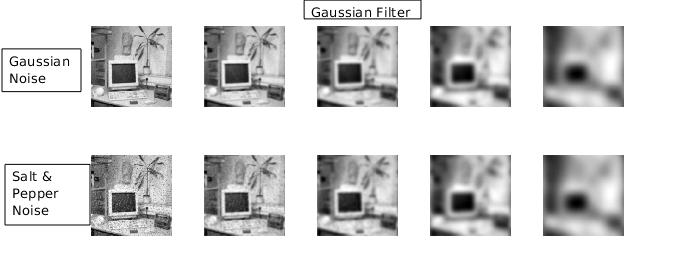 Gaussian Filter
Gaussian
Noise
Salt &
Pepper
Noise